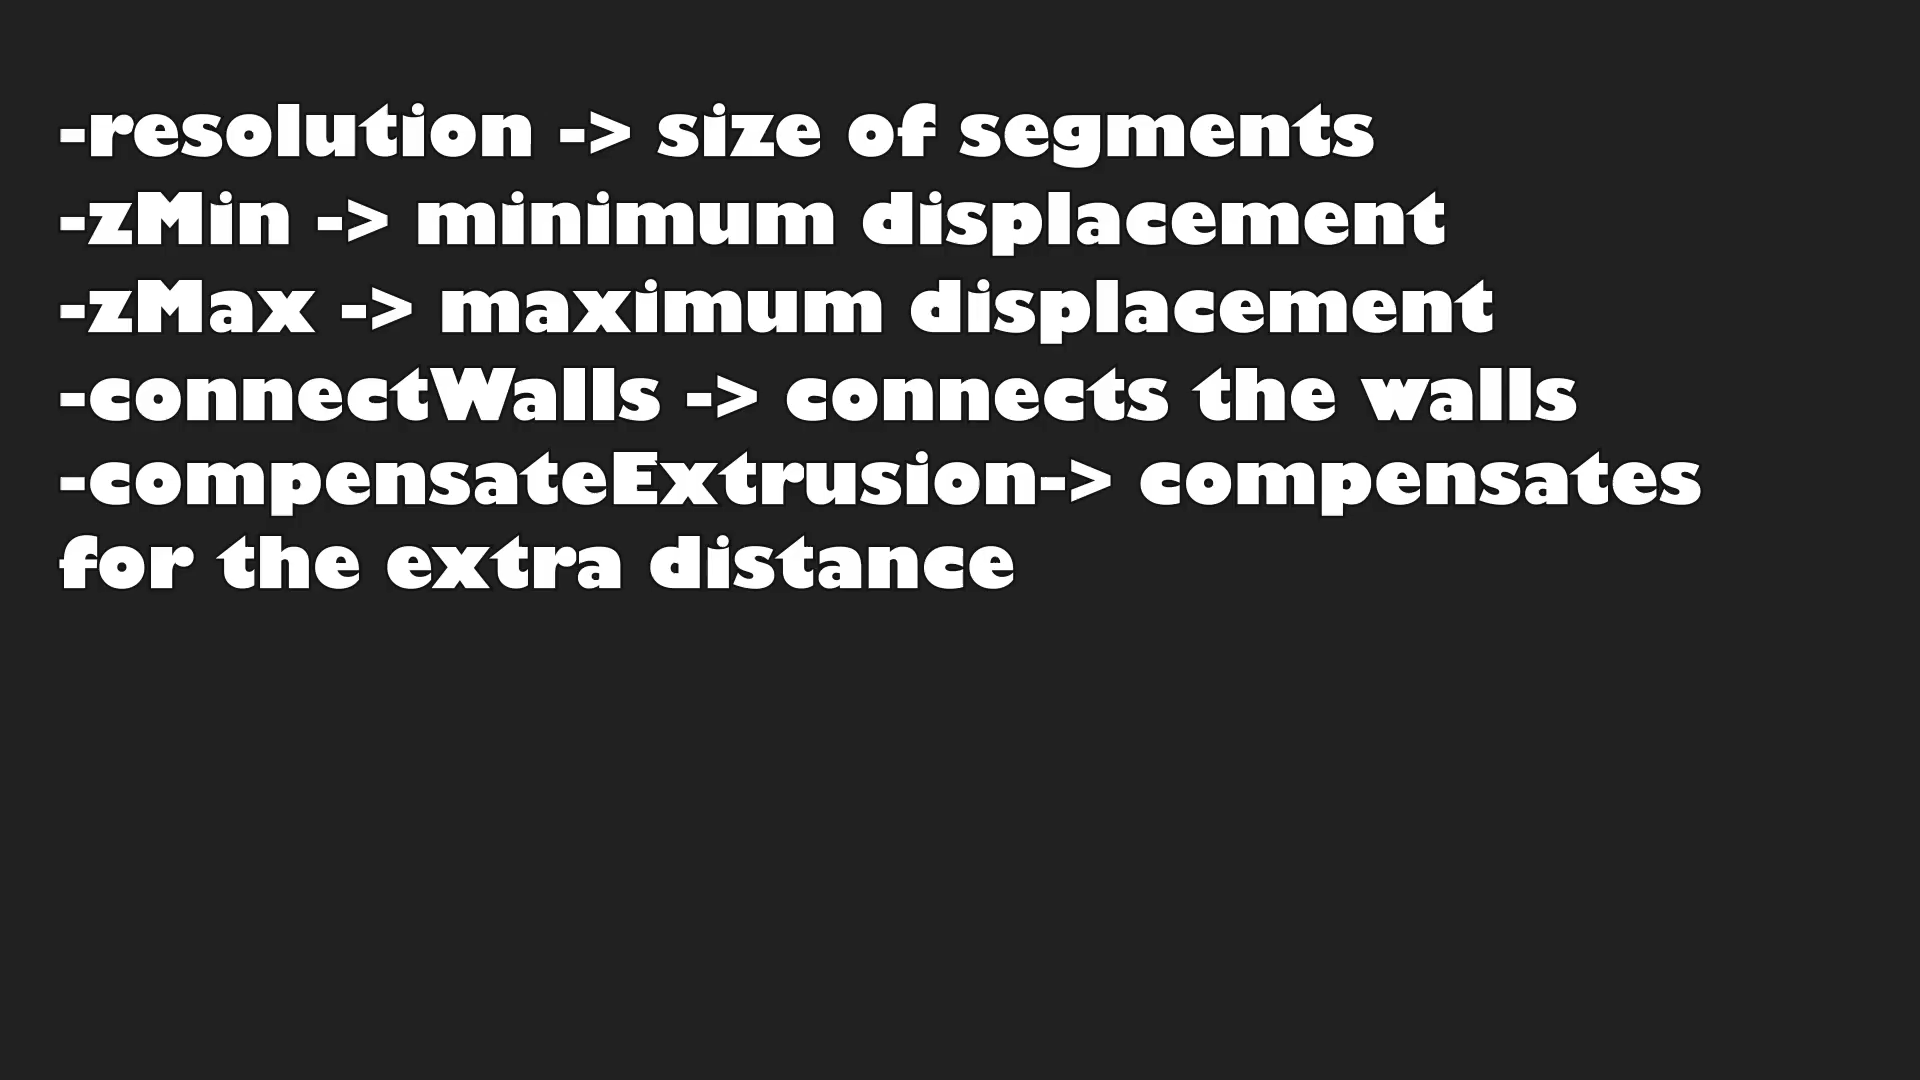 -resolution -> size of segments
-zMin -> minimum displacement
-zMax -> maximum displacement
-connectWalls -> connects the walls
-compensateExtrusion-> compensates
for the extra distance